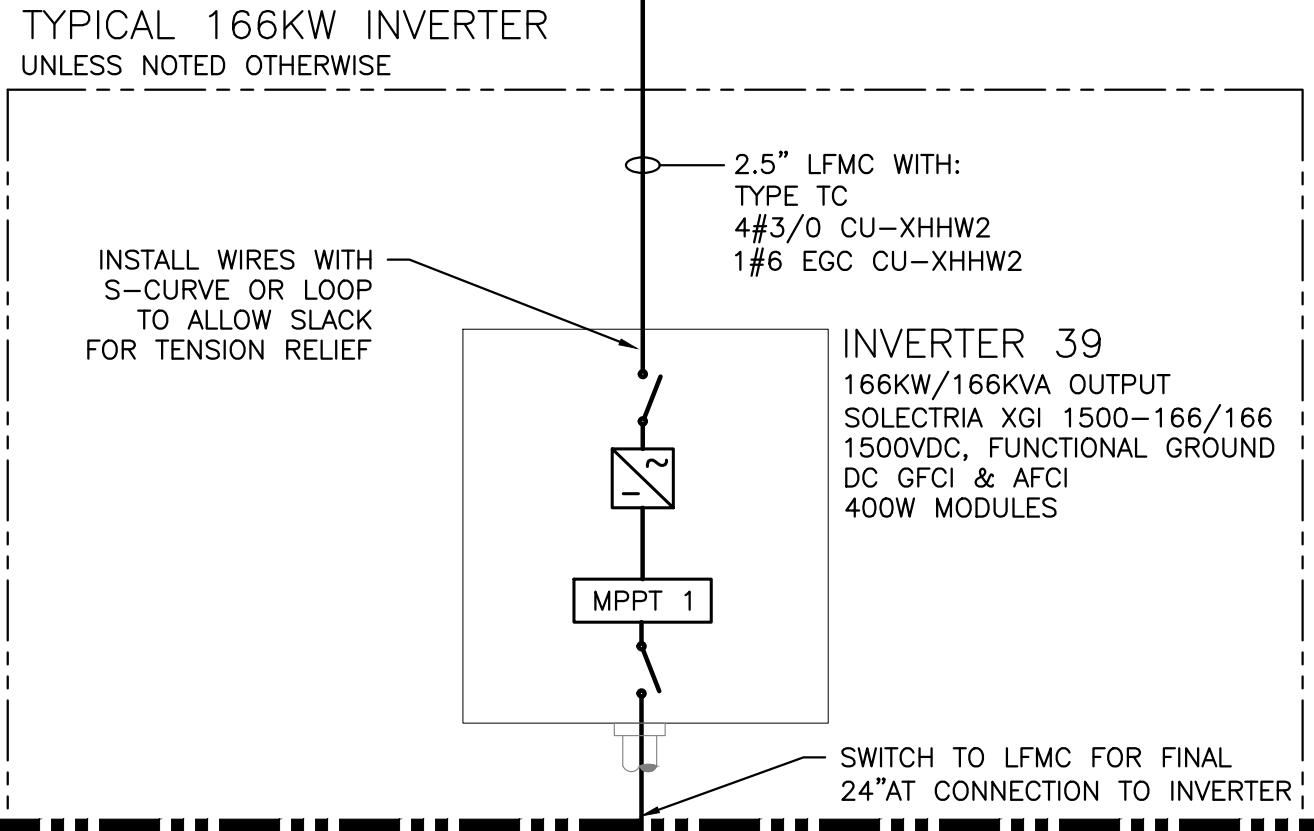 TYPICAL 166KW INVERTER
UNLESS NOTED OTHERWISE
2.5” LFMC WITH:
TYPE TC
4#3/0 CU-XHHW2
1#6 EGC CU-XHHW2
INSTALL WIRES WITH
S-CURVE OR LOOP
TO ALLOW SLACK
FOR TENSION RELIEF
INVERTER 39
166KW/166KVA OUTPUT
SOLECTRIA XGI 1500-166/166
1500VDC, FUNCTIONAL GROUND
DC GFCI & AFCI
400W MODULES
MPPT 1
SWITCH TO LFMC FOR FINAL
24”AT CONNECTION TO INVERTER